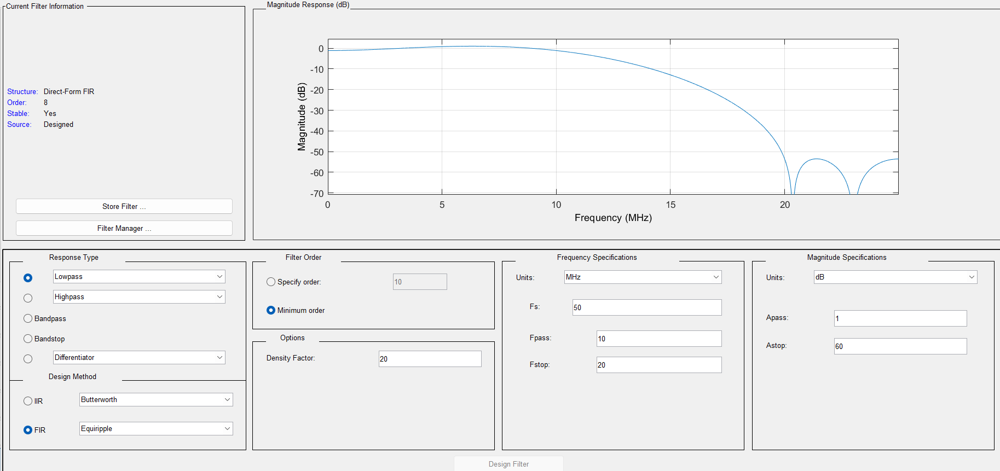 Current Filter Information
Structure: Direct-Form FIR
Order: 8
Stable: Yes
Source: Designed
Store Filter ...
Filter Manager ...
Magnitude Response (dB)
0
-10
-20
-30
-40
-50
-60
-70
Magnitude (dB)
0 5 10 15 20
Frequency (MHz)
Response Type
Lowpass
Highpass
Bandpass
Bandstop
Differentiator
Design Method
IIR Butterworth
FIR Equiripple
Filter Order
Specify order: 10
Minimum order
Options
Density Factor: 20
Frequency Specifications
Units: MHz
Fs: 50
Fpass: 10
Fstop: 20
Magnitude Specifications
Units: dB
Apass: 1
Astop: 60
Design Filter